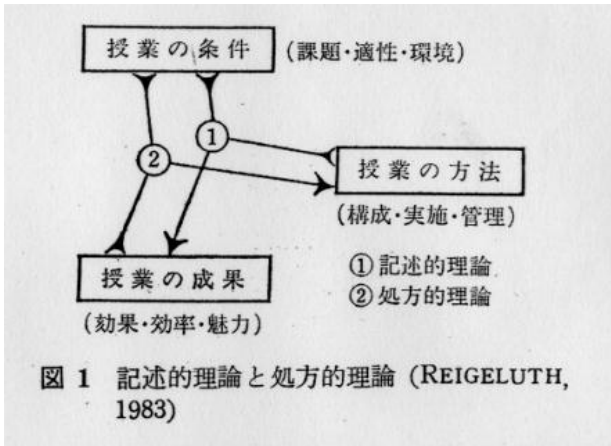 授業の条件 (課題・適性・環境)
①
②
授業の方法
(構成・実施・管理)
授業の成果
(効果・効率・魅力)
①記述的理論
②処方的理論
図 1 記述的理論と処方的理論 (REIGELUTH,
1983)